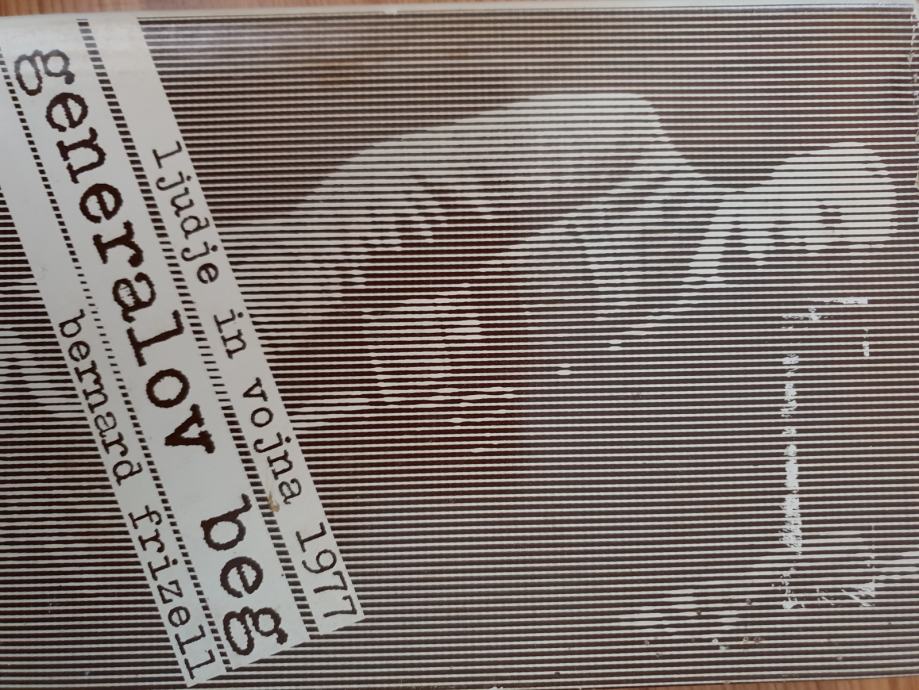 ljudje in vojna 1977
generalov beg
bernard frizell